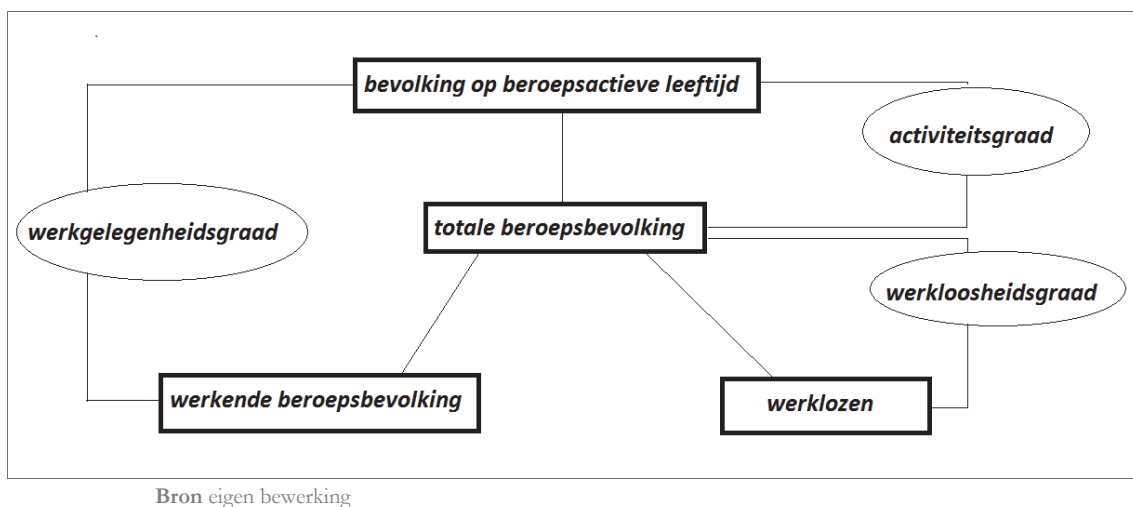 bevolking op beroepsactieve leeftijd
activiteitsgraad
werkgelegenheidsgraad
totale beroepsbevolking
werkloosheidsgraad
werkende beroepsbevolking
werklozen
Bron eigen bewerking